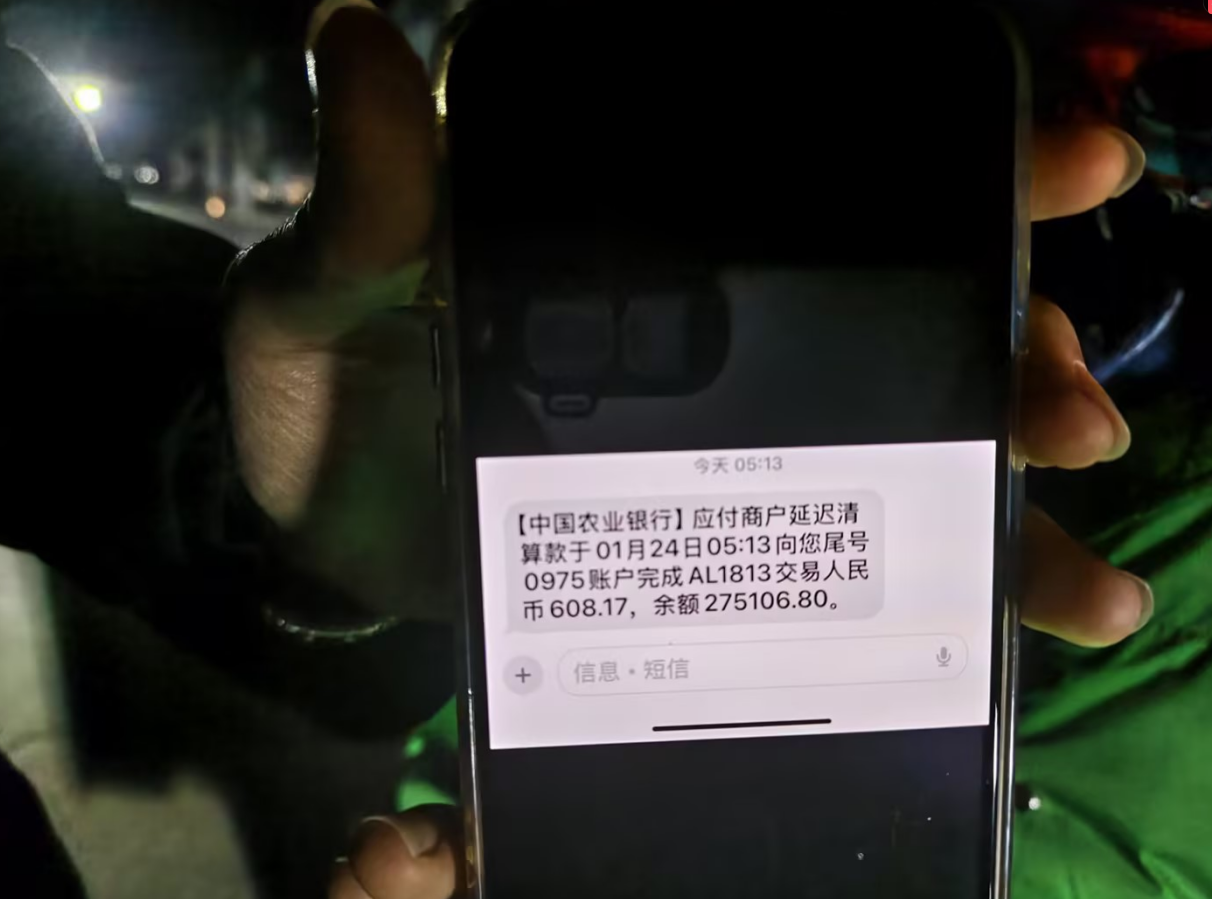 今天 05:13
【中国农业银行】应付商户延迟清
算款于01月24日05:13向您尾号
0975账户完成AL1813交易人民
币608.17，余额275106.80。
信息・短信